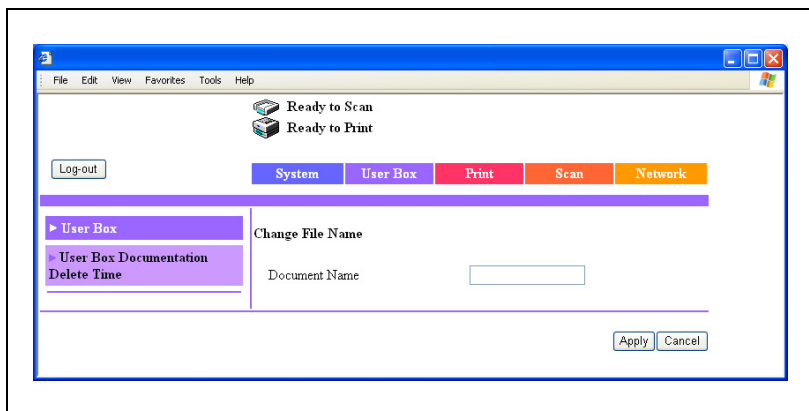 File Edit View Favorites Tools Help
Ready to Scan
Ready to Print
Log-out
System User Box Print Scan Network
User Box
User Box Documentation
Delete Time
Change File Name
Document Name
Apply Cancel